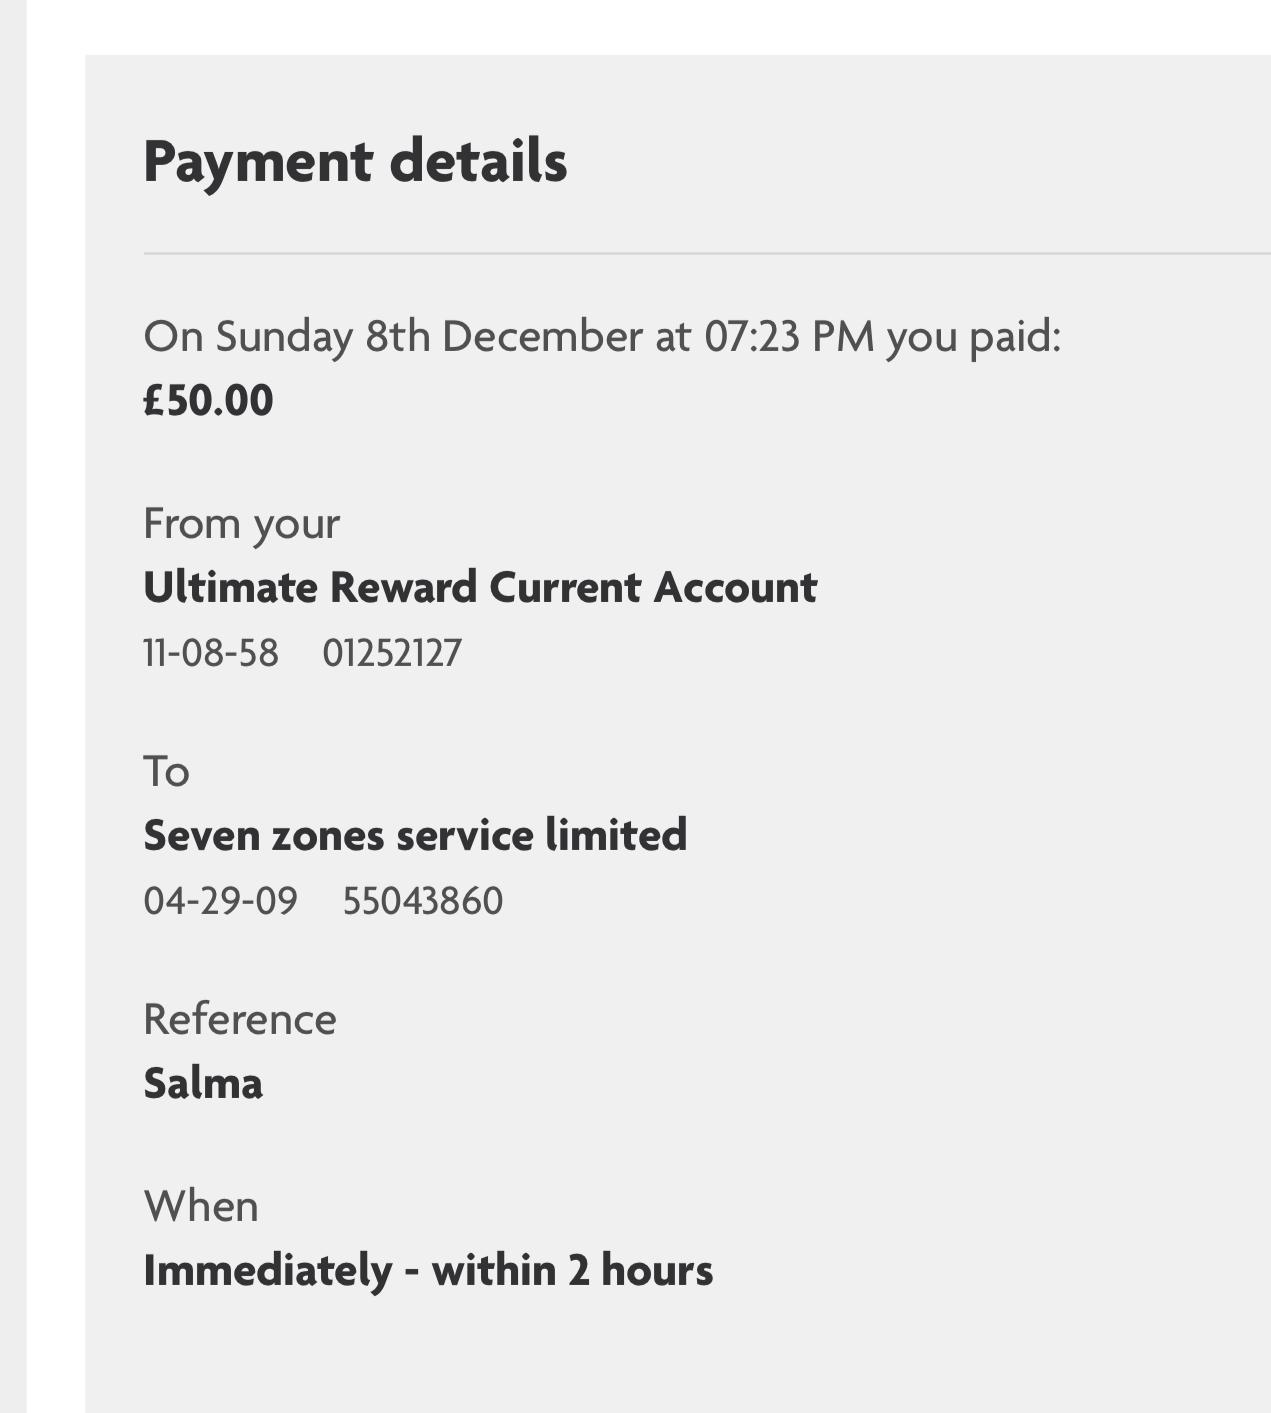 Payment details
On Sunday 8th December at 07:23 PM you paid:
£50.00
From your
Ultimate Reward Current Account
11-08-58 01252127
To
Seven zones service limited
04-29-09 55043860
Reference
Salma
When
Immediately - within 2 hours